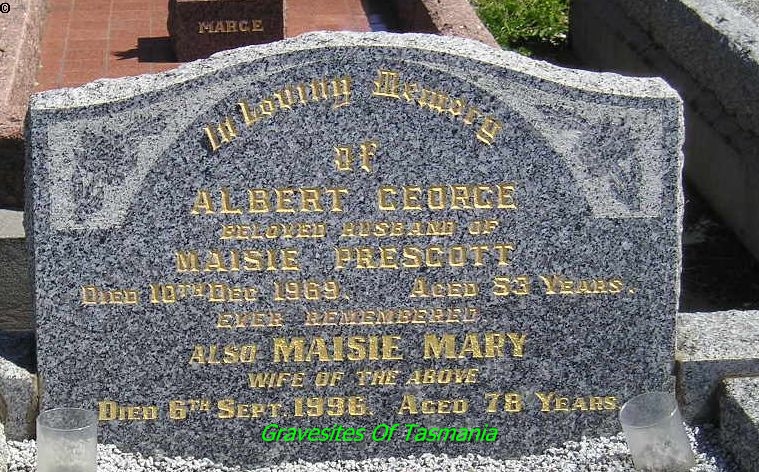 ©
MARGE
In Loving Memory
of
ALBERT GEORGE
BELOVED HUSBAND OF
MAISIE PRESCOTT
DIED 10TH DEC 1969. AGED 53 YEARS.
EVER REMEMBERED
ALSO MAISIE MARY
WIFE OF THE ABOVE
DIED 6TH SEPT. 1996. AGED 78 YEARS
Gravesites Of Tasmania